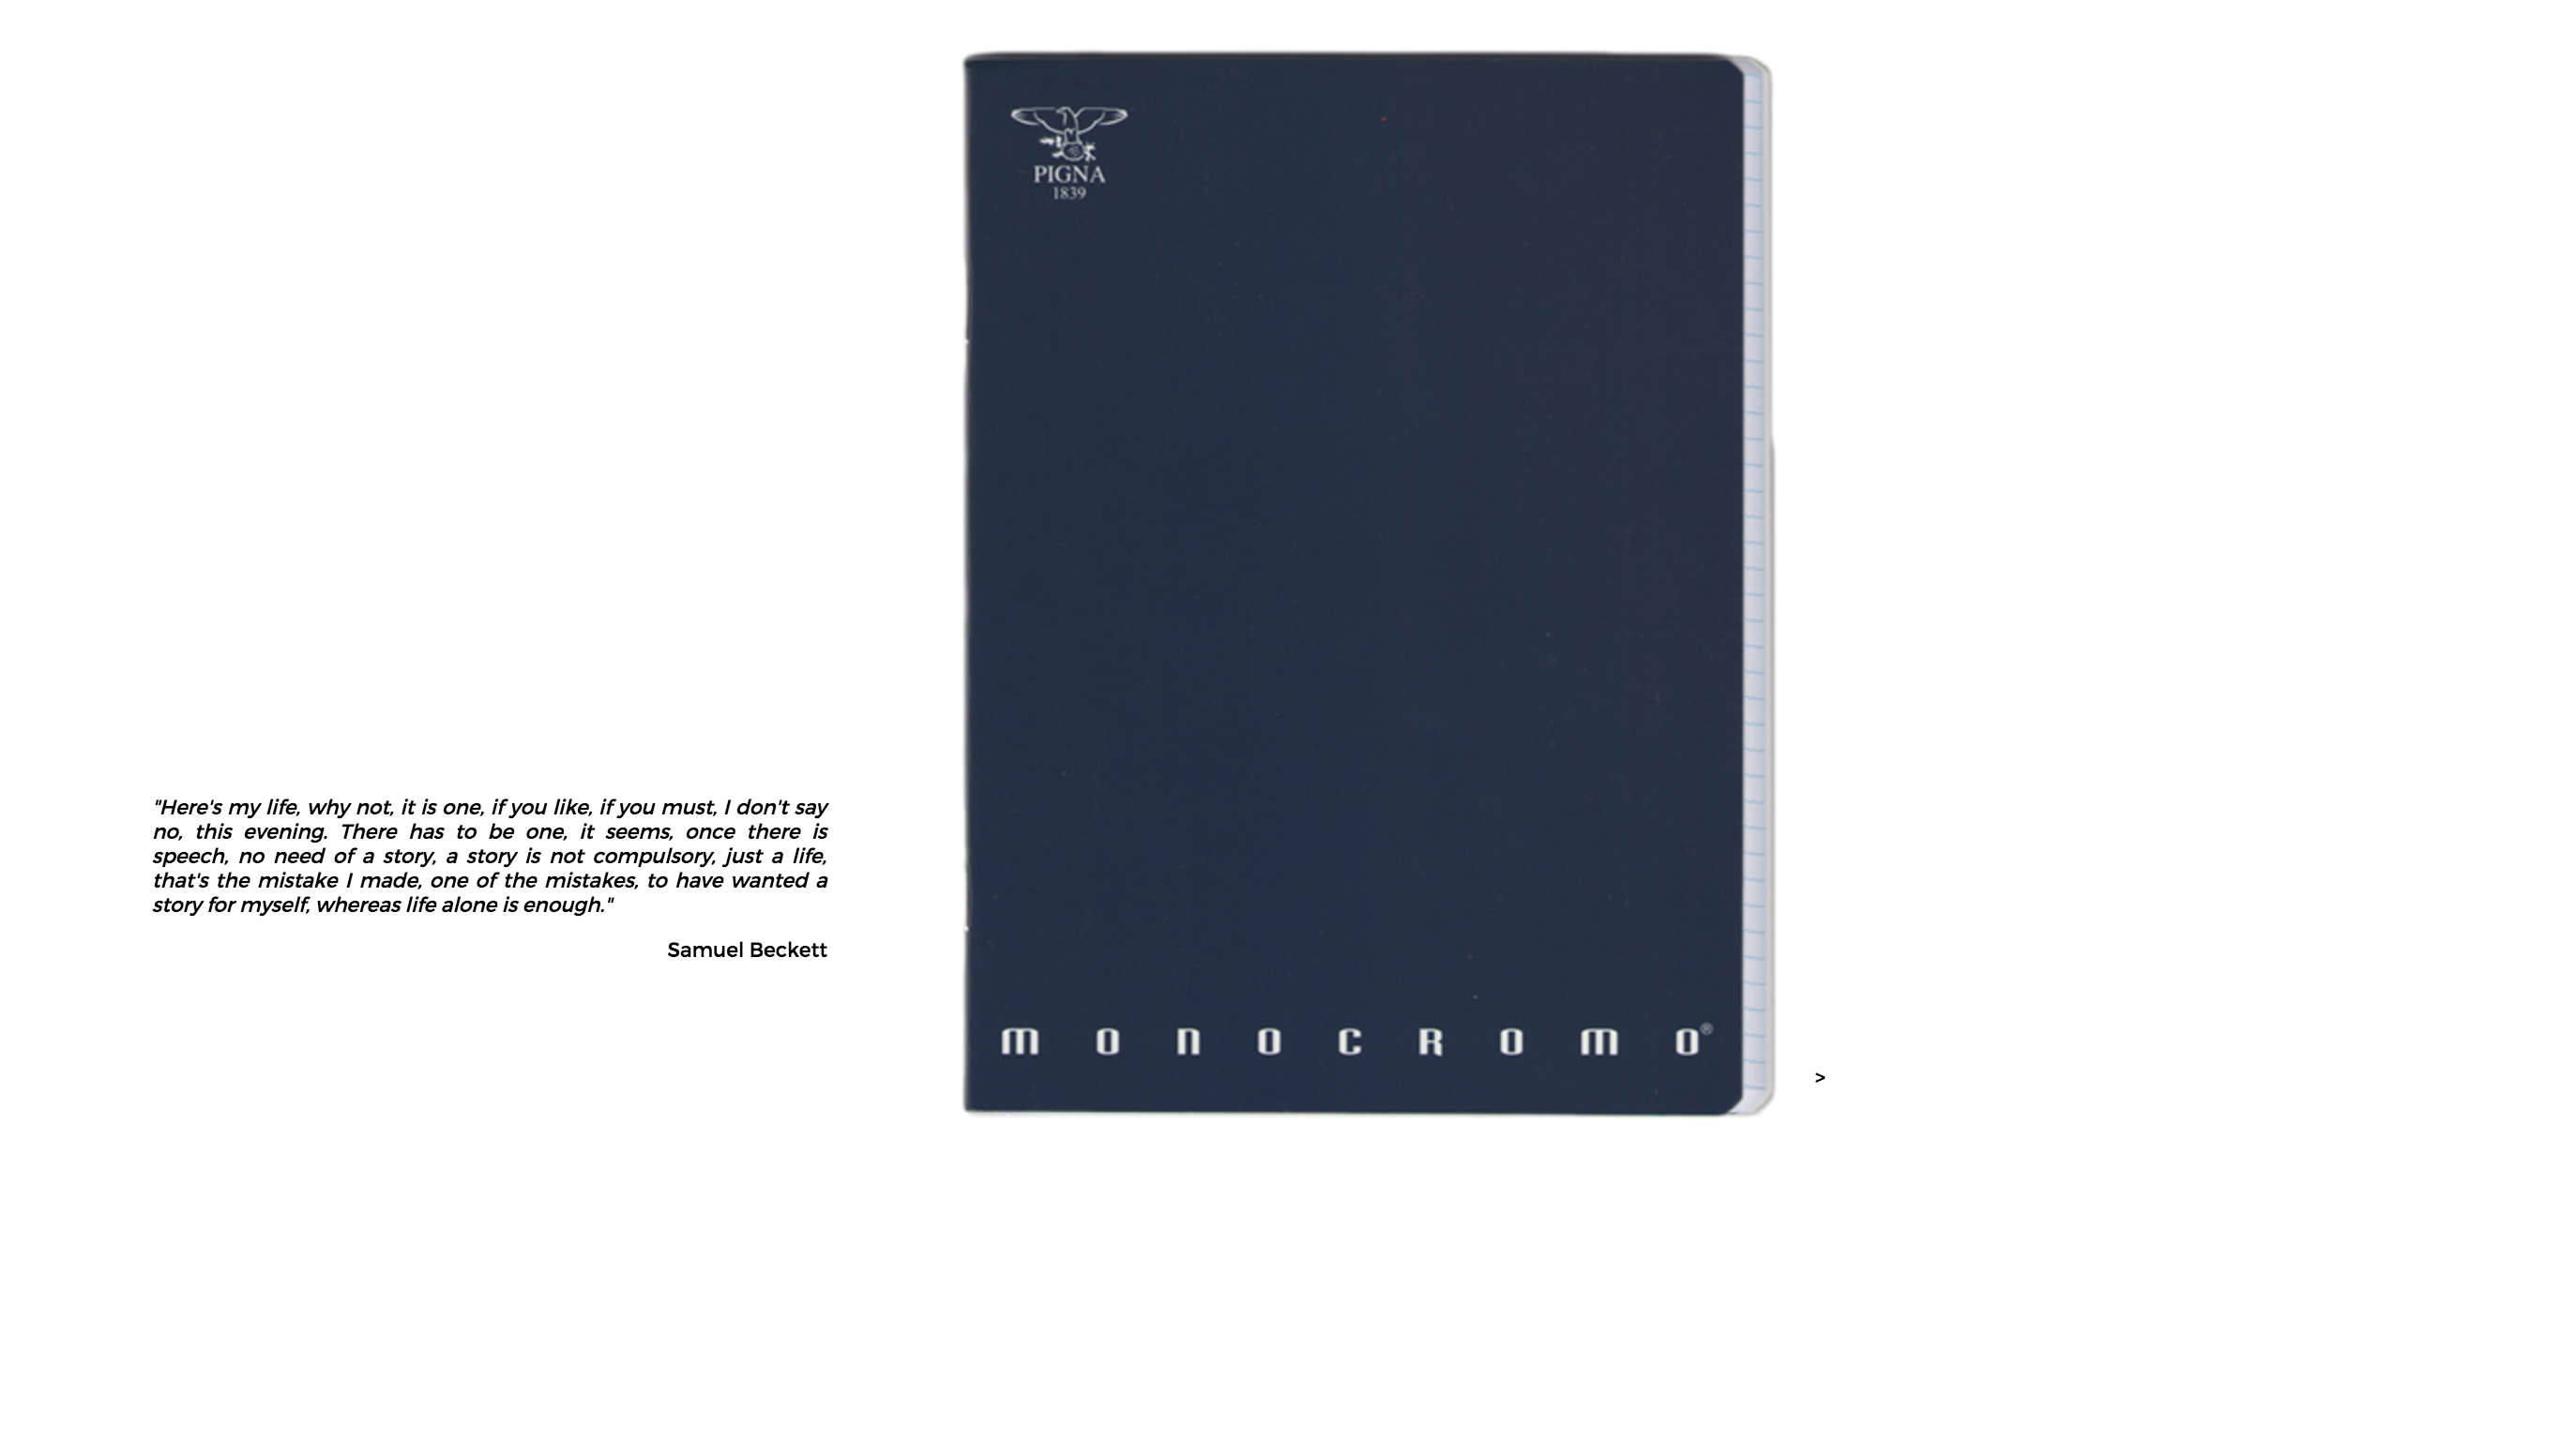 "Here's my life, why not, it is one, if you like, if you must, I don't say
no, this evening. There has to be one, it seems, once there is
speech, no need of a story, a story is not compulsory, just a life,
that's the mistake I made, one of the mistakes, to have wanted a
story for myself, whereas life alone is enough."
Samuel Beckett
PIGNA
1839
MONOCROMO®
>